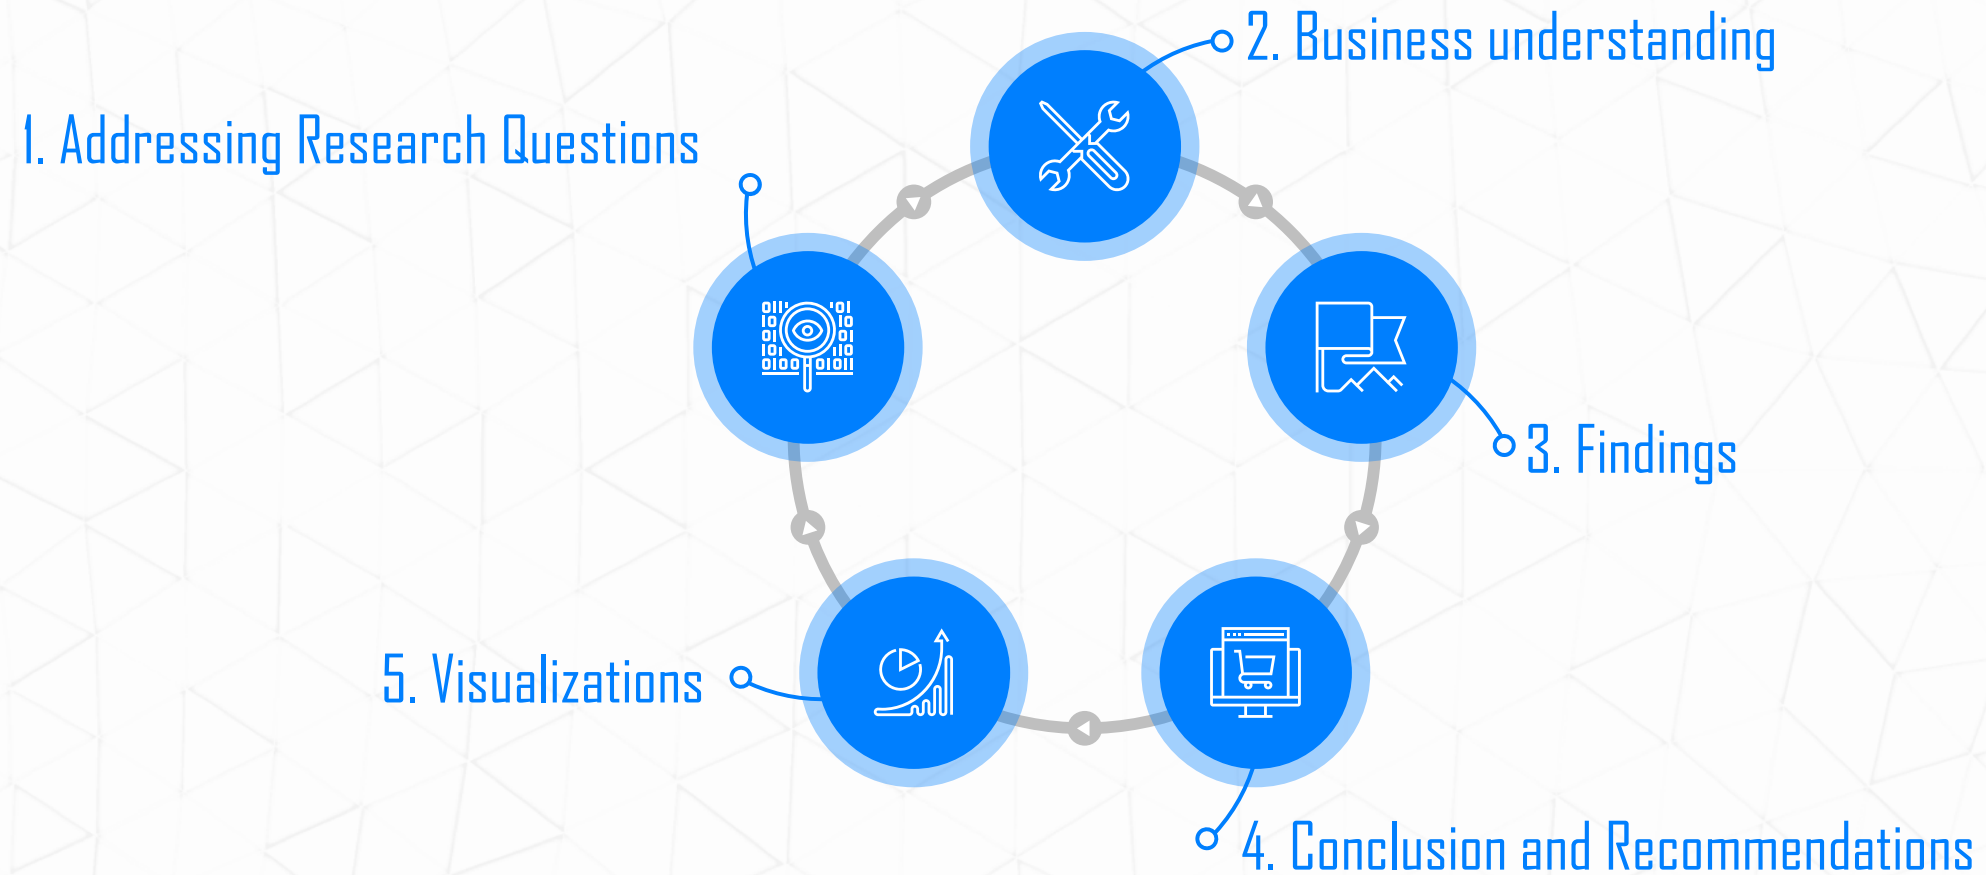 1. Addressing Research Questions
2. Business understanding
3. Findings
4. Conclusion and Recommendations
5. Visualizations